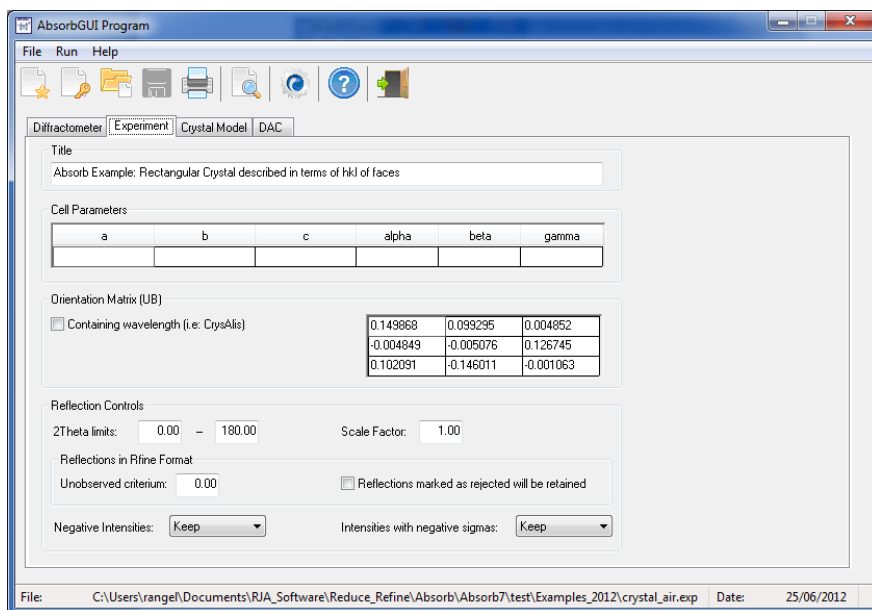 AbsorbGUI Program
File Run Help
Diffractometer Experiment Crystal Model DAC
Title
Absorb Example: Rectangular Crystal described in terms of hkl of faces
Cell Parameters
a b c alpha beta gamma
Orientation Matrix (UB)
Containing wavelength (i.e: CrysAlis) 0.149868 0.099295 0.004852
-0.004849 -0.005076 0.126745
0.102091 -0.146011 -0.001063
Reflection Controls
2Theta limits: 0.00 – 180.00 Scale Factor: 1.00
Reflections in Rfine Format
Unobserved criterium: 0.00 Reflections marked as rejected will be retained
Negative Intensities: Keep Intensities with negative sigmas: Keep
File: C:\Users\rangel\Documents\RJA_Software\Reduce_Refine\Absorb\Absorb7\test\Examples_2012\crystal_air.exp Date: 25/06/2012